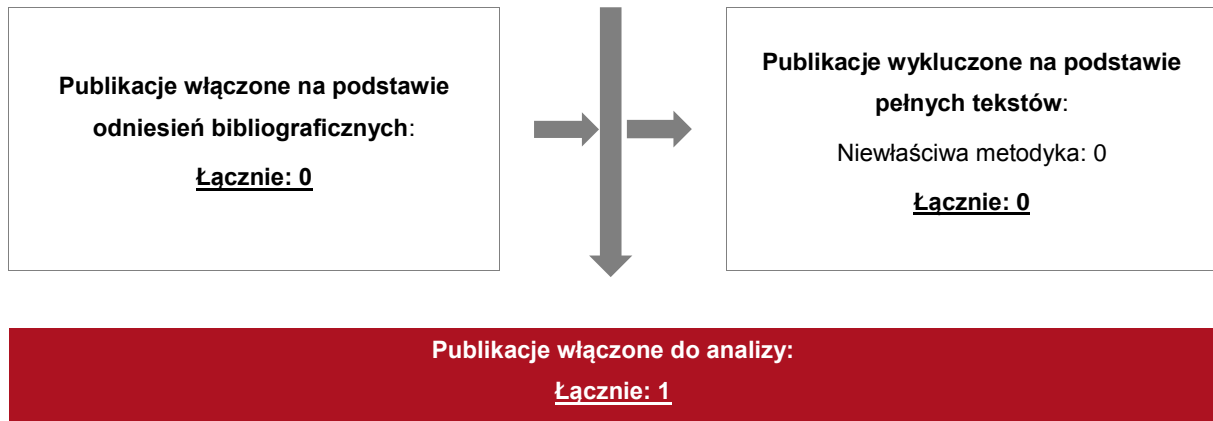 Publikacje włączone na podstawie
odniesień bibliograficznych:
Łącznie: 0
Publikacje wykluczone na podstawie
pełnych tekstów:
Niewłaściwa metodyka: 0
Łącznie: 0
Publikacje włączone do analizy:
Łącznie: 1